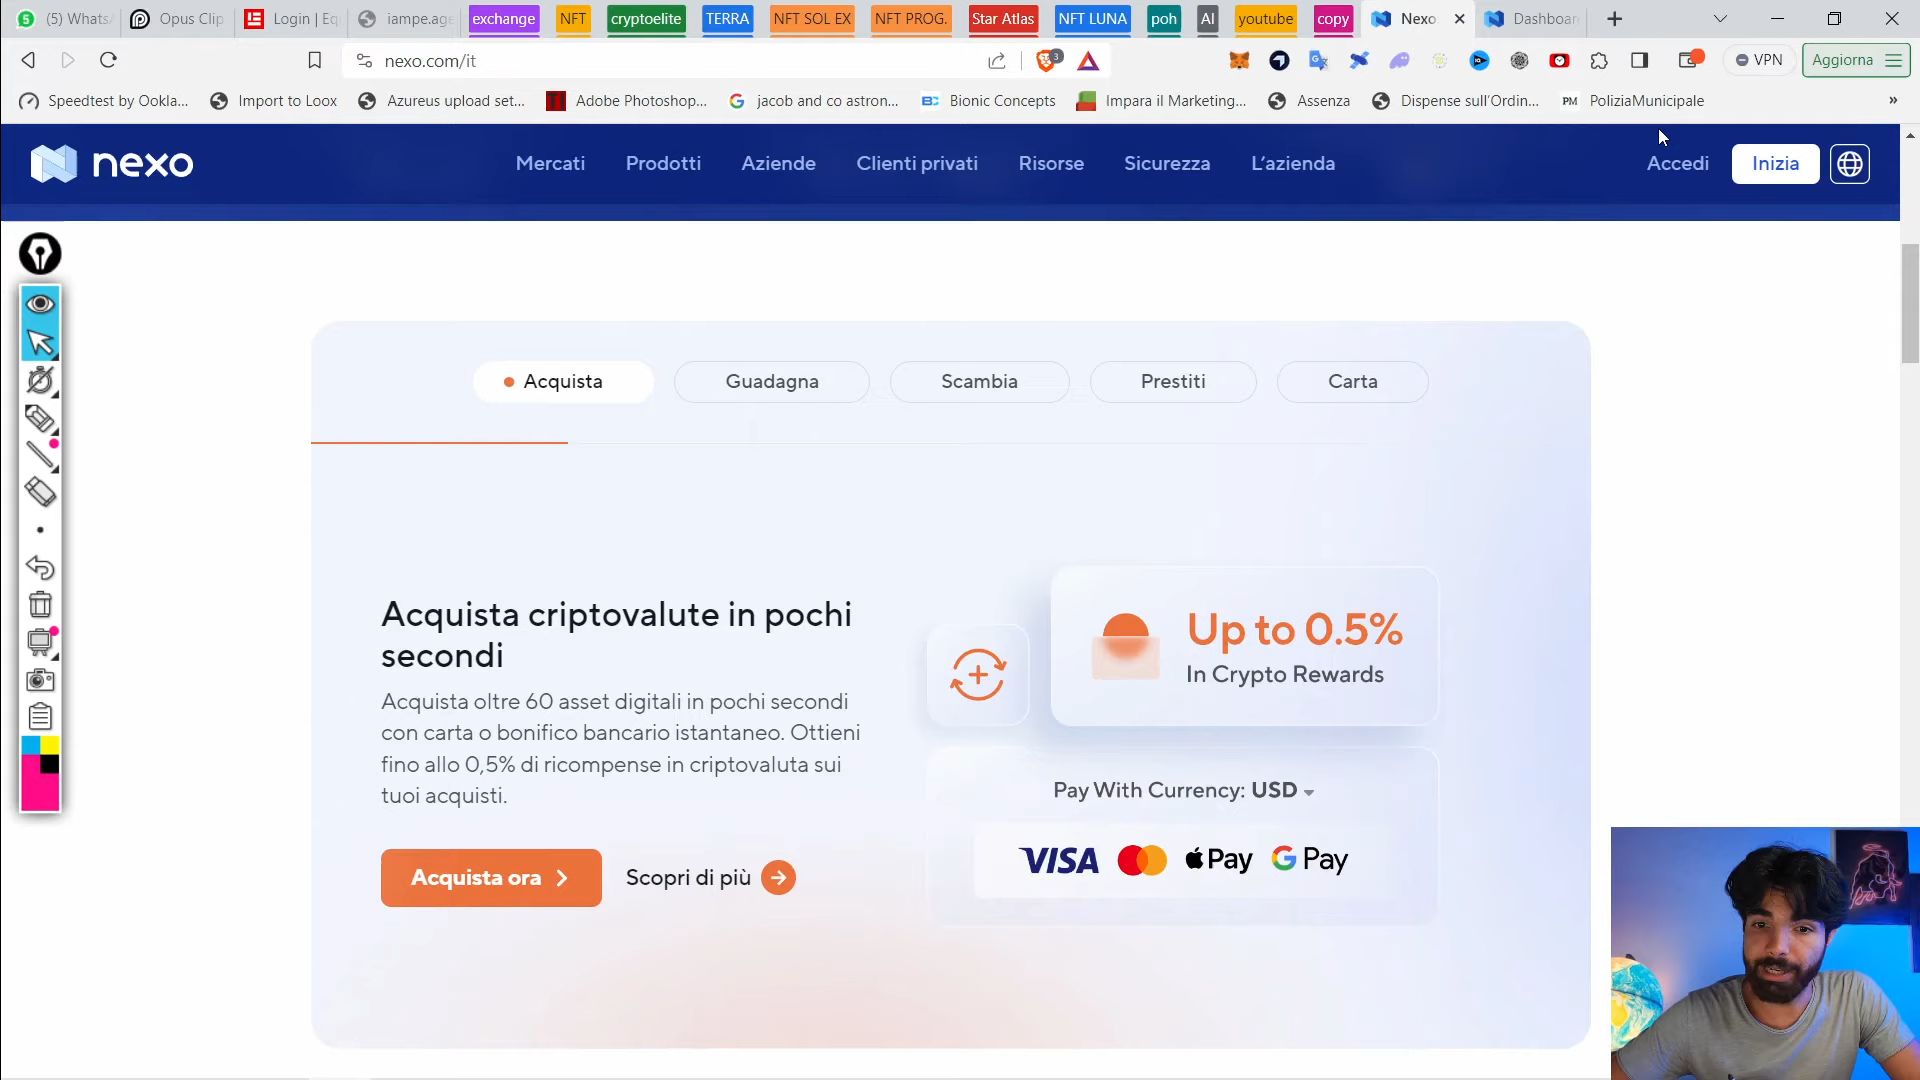 (5) Whats
Opus Clip
Login | Eq
iampe.age
exchange
NFT
cryptoelite
TERRA
NFT SOL EX
NFT PROG.
Star Atlas
NFT LUNA
poh
AI
youtube
copy
Nexo
Dashboar
nexo.com/it
3
VPN
Aggiorna
Speedtest by Ookla...
Import to Loox
Azureus upload set...
Adobe Photoshop...
jacob and co astron...
Bionic Concepts
Impara il Marketing...
Assenza
Dispense sull'Ordin...
PM PoliziaMunicipale
»
nexo
Mercati
Prodotti
Aziende
Clienti privati
Risorse
Sicurezza
L'azienda
Accedi
Inizia
Acquista
Guadagna
Scambia
Prestiti
Carta
Acquista criptovalute in pochi
secondi
Acquista oltre 60 asset digitali in pochi secondi
con carta o bonifico bancario istantaneo. Ottieni
fino allo 0,5% di ricompense in criptovaluta sui
tuoi acquisti.
Acquista ora
Scopri di più
Up to 0.5%
In Crypto Rewards
Pay With Currency: USD
VISA
Pay
G Pay